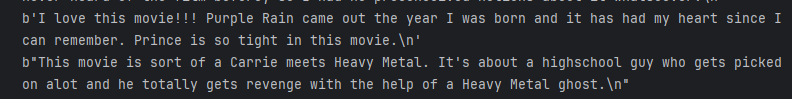 b'I love this movie!!! Purple Rain came out the year I was born and it has had my heart since I
can remember. Prince is so tight in this movie.\n'
b"This movie is sort of a Carrie meets Heavy Metal. It's about a highschool guy who gets picked
on alot and he totally gets revenge with the help of a Heavy Metal ghost.\n"